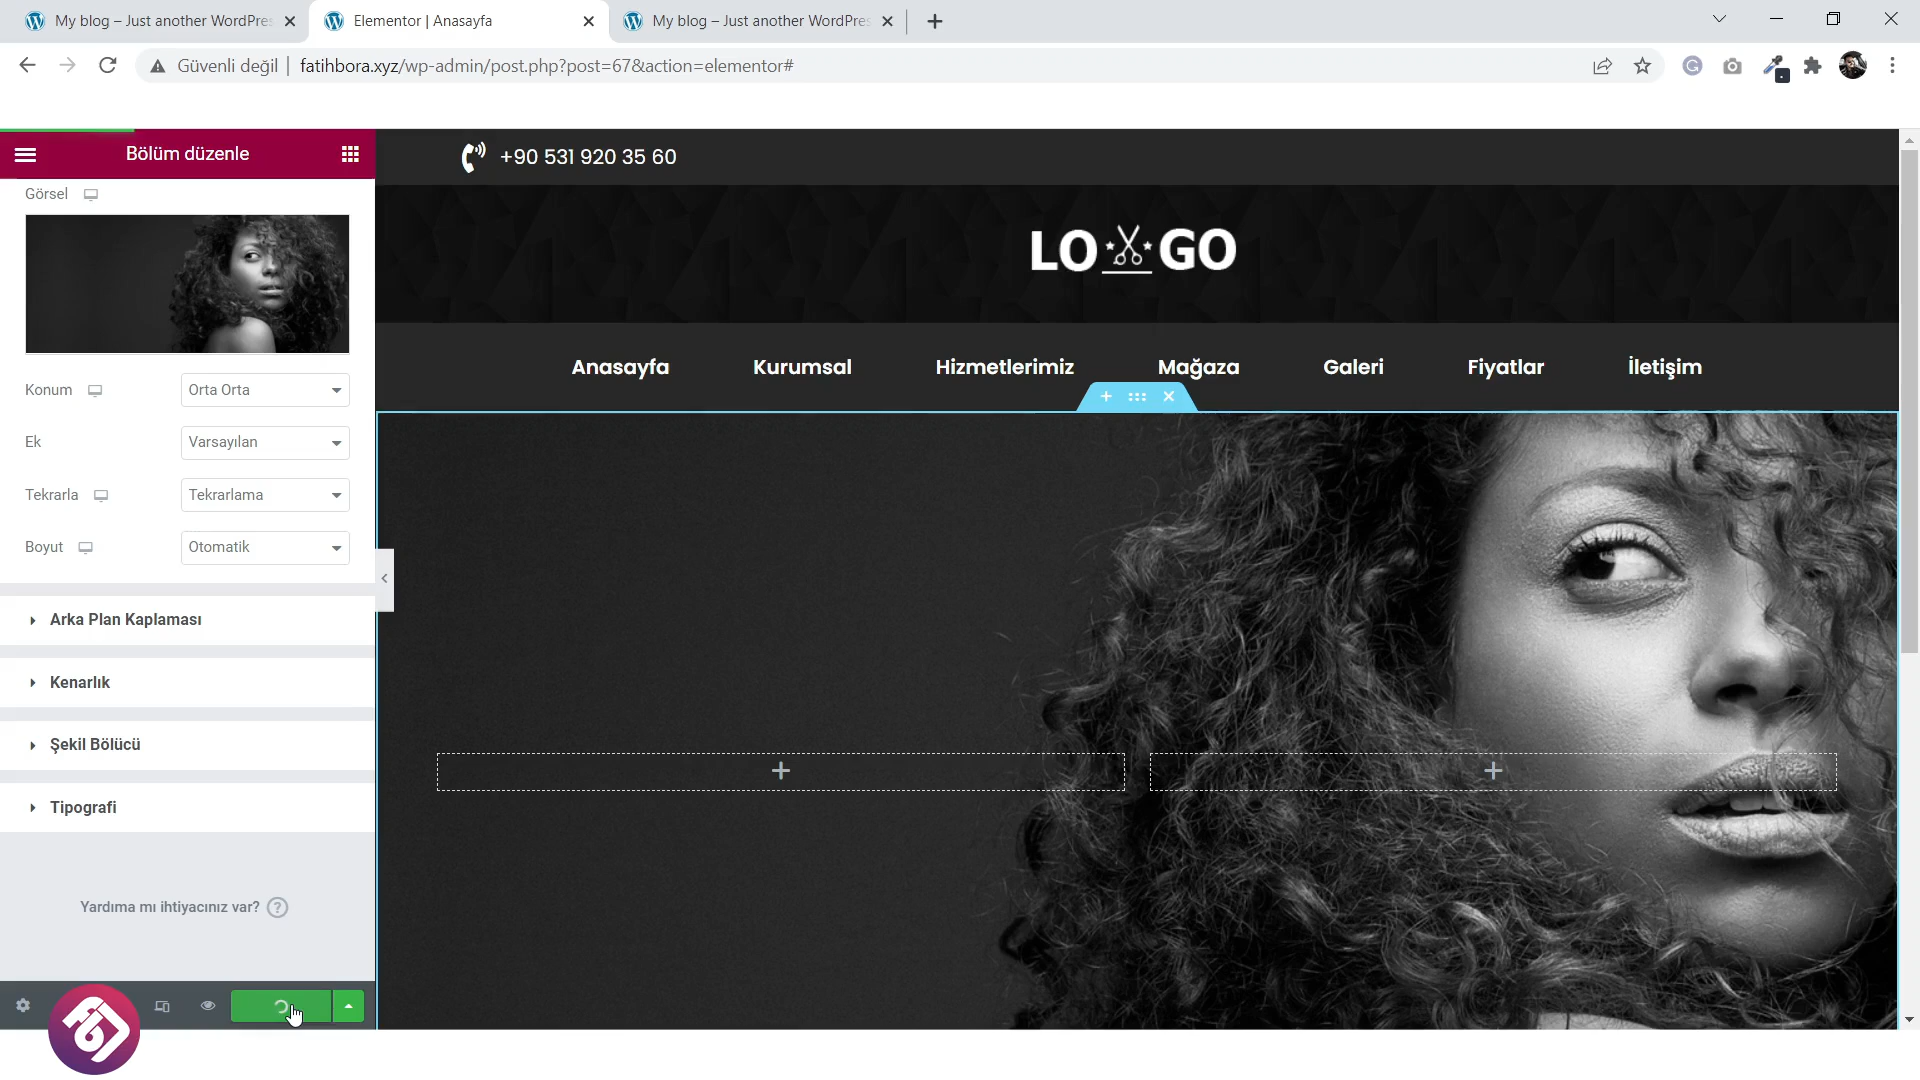 My blog – Just another WordPres
Elementor | Anasayfa
My blog – Just another WordPres
Güvenli değil
fatihbora.xyz/wp-admin/post.php?post=67&action=elementor#
Bölüm düzenle
+90 531 920 35 60
Görsel
LO GO
Anasayfa
Kurumsal
Hizmetlerimiz
Mağaza
Galeri
Fiyatlar
İletişim
Konum
Orta Orta
Ek
Varsayılan
Tekrarla
Tekrarlama
Boyut
Otomatik
Arka Plan Kaplaması
Kenarlık
Şekil Bölücü
Tipografi
Yardıma mı ihtiyacınız var?